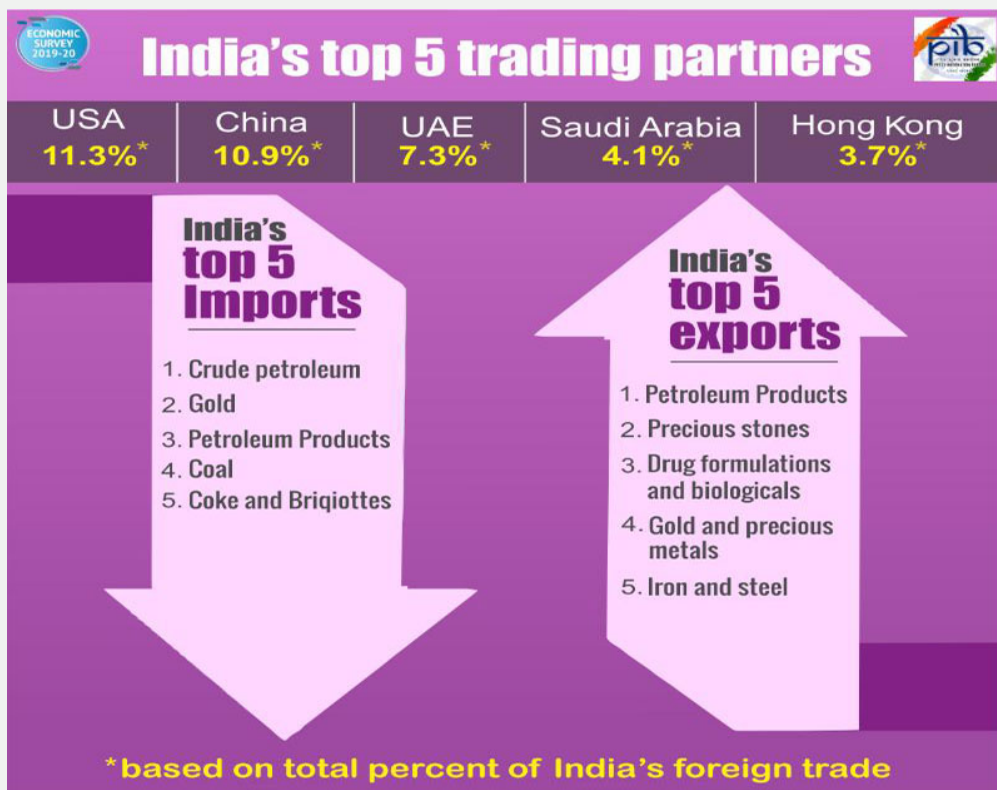 ECONOMIC
SURVEY
2019-20
India's top 5 trading partners
pib
USA
11.3%*
China
10.9%*
UAE
7.3%*
Saudi Arabia
4.1%*
Hong Kong
3.7%*
India's
top 5
Imports
1. Crude petroleum
2. Gold
3. Petroleum Products
4. Coal
5. Coke and Briqiottes
India's
top 5
exports
1. Petroleum Products
2. Precious stones
3. Drug formulations
and biologicals
4. Gold and precious
metals
5. Iron and steel
*based on total percent of India's foreign trade